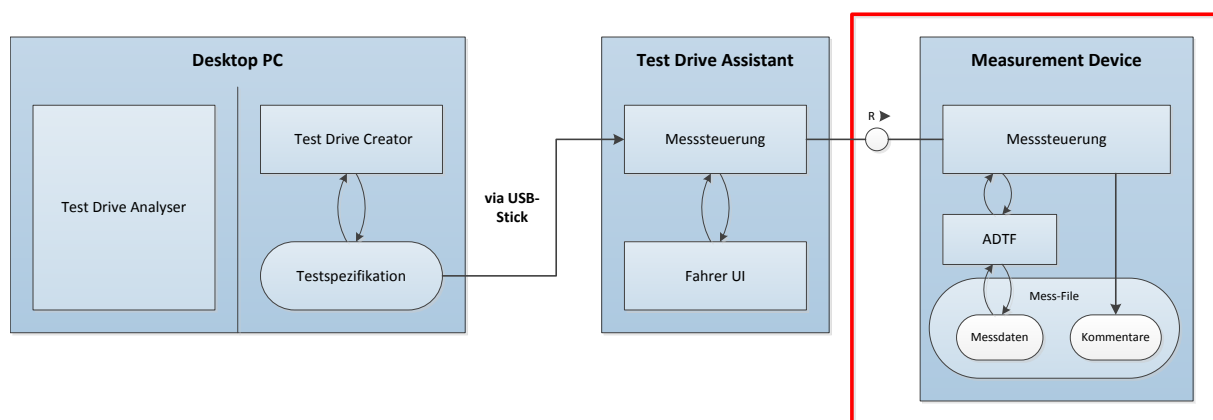 Desktop PC
Test Drive Analyser
Test Drive Creator
Testspezifikation
via USB-
Stick
Test Drive Assistant
Messsteuerung
Fahrer UI
R
Measurement Device
Messsteuerung
ADTF
Mess-File
Messdaten
Kommentare